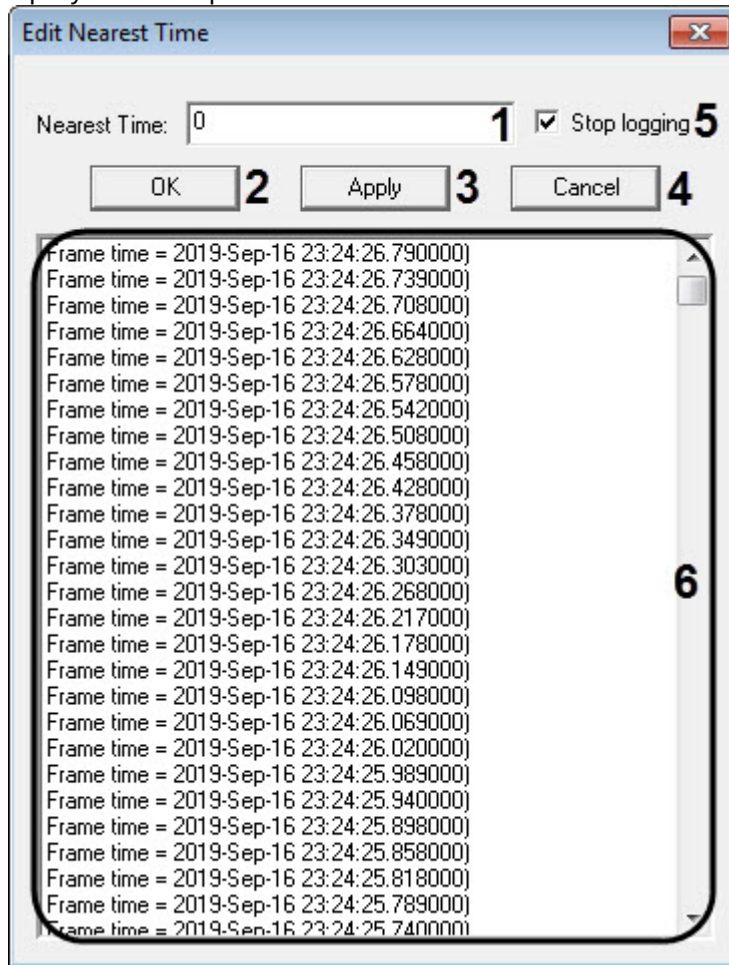 Edit Nearest Time
Nearest Time: 0 1 Stop logging 5
OK 2 Apply 3 Cancel 4
Frame time = 2019-Sep-16 23:24:26.790000)
Frame time = 2019-Sep-16 23:24:26.739000)
Frame time = 2019-Sep-16 23:24:26.708000)
Frame time = 2019-Sep-16 23:24:26.664000)
Frame time = 2019-Sep-16 23:24:26.628000)
Frame time = 2019-Sep-16 23:24:26.578000)
Frame time = 2019-Sep-16 23:24:26.542000)
Frame time = 2019-Sep-16 23:24:26.508000)
Frame time = 2019-Sep-16 23:24:26.458000)
Frame time = 2019-Sep-16 23:24:26.428000)
Frame time = 2019-Sep-16 23:24:26.378000)
Frame time = 2019-Sep-16 23:24:26.349000)
Frame time = 2019-Sep-16 23:24:26.303000)
Frame time = 2019-Sep-16 23:24:26.268000) 6
Frame time = 2019-Sep-16 23:24:26.217000)
Frame time = 2019-Sep-16 23:24:26.178000)
Frame time = 2019-Sep-16 23:24:26.149000)
Frame time = 2019-Sep-16 23:24:26.098000)
Frame time = 2019-Sep-16 23:24:26.069000)
Frame time = 2019-Sep-16 23:24:26.020000)
Frame time = 2019-Sep-16 23:24:25.989000)
Frame time = 2019-Sep-16 23:24:25.940000)
Frame time = 2019-Sep-16 23:24:25.898000)
Frame time = 2019-Sep-16 23:24:25.858000)
Frame time = 2019-Sep-16 23:24:25.818000)
Frame time = 2019-Sep-16 23:24:25.789000)
Frame time = 2019-Sep-16 23:24:25.740000)